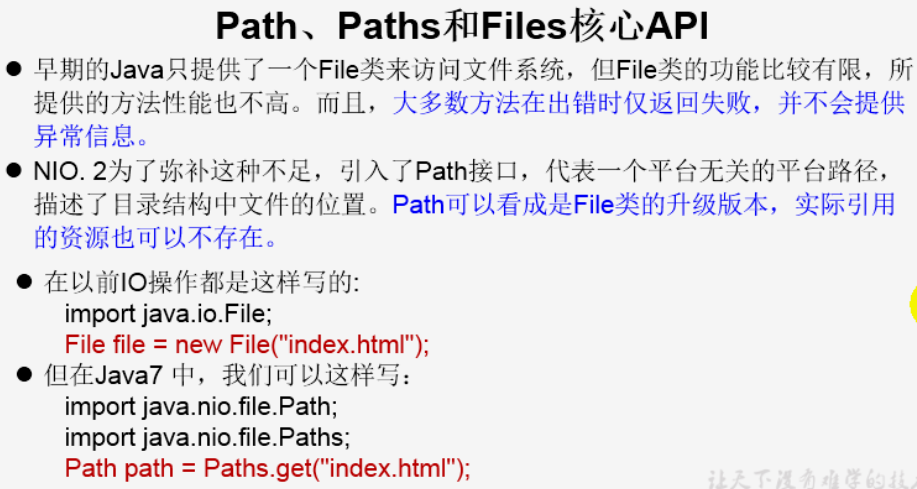 Path、Paths和Files核心API
● 早期的Java只提供了一个File类来访问文件系统，但File类的功能比较有限，所
提供的方法性能也不高。而且，大多数方法在出错时仅返回失败，并不会提供
异常信息。
● NIO. 2为了弥补这种不足，引入了Path接口，代表一个平台无关的平台路径，
描述了目录结构中文件的位置。Path可以看成是File类的升级版本，实际引用
的资源也可以不存在。
● 在以前IO操作都是这样写的:
import java.io.File;
File file = new File("index.html");
● 但在Java7 中，我们可以这样写：
import java.nio.file.Path;
import java.nio.file.Paths;
Path path = Paths.get("index.html");
让天下没有难学的技